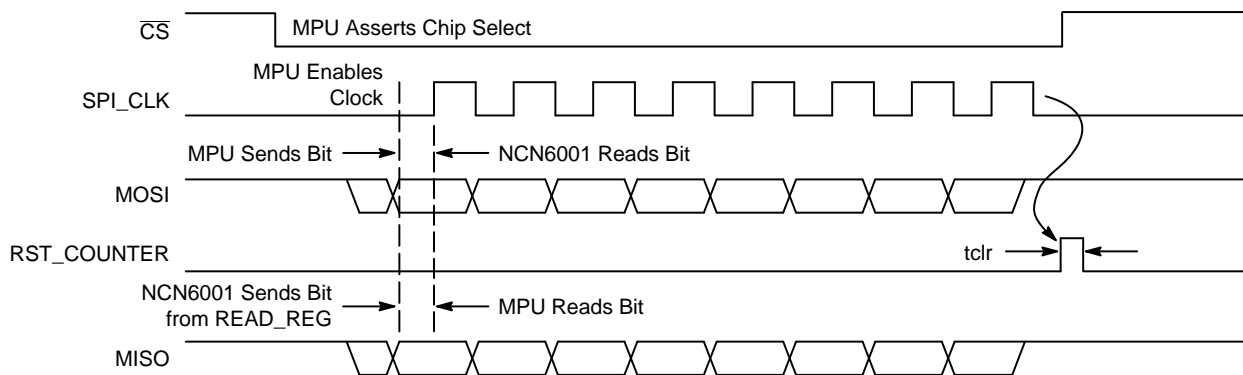 CS
MPU Asserts Chip Select
MPU Enables
Clock
SPI_CLK
MPU Sends Bit
NCN6001 Reads Bit
MOSI
RST_COUNTER
tclr
NCN6001 Sends Bit
from READ_REG
MPU Reads Bit
MISO